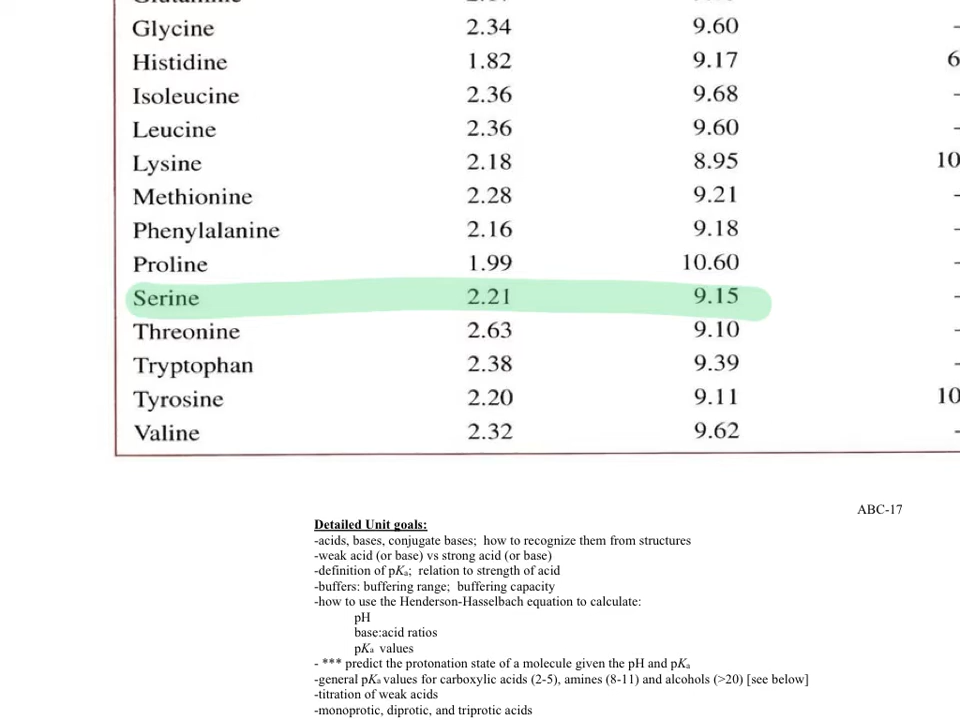 Glycine 2.34 9.60 -
Histidine 1.82 9.17 6
Isoleucine 2.36 9.68 -
Leucine 2.36 9.60 -
Lysine 2.18 8.95 10
Methionine 2.28 9.21 -
Phenylalanine 2.16 9.18 -
Proline 1.99 10.60 -
Serine 2.21 9.15 -
Threonine 2.63 9.10 -
Tryptophan 2.38 9.39 -
Tyrosine 2.20 9.11 10
Valine 2.32 9.62 -
ABC-17
Detailed Unit goals:
-acids, bases, conjugate bases; how to recognize them from structures
-weak acid (or base) vs strong acid (or base)
-definition of pKa; relation to strength of acid
-buffers: buffering range; buffering capacity
-how to use the Henderson-Hasselbach equation to calculate:
pH
base:acid ratios
pKa values
- *** predict the protonation state of a molecule given the pH and pKa
-general pKa values for carboxylic acids (2-5), amines (8-11) and alcohols (>20) [see below]
-titration of weak acids
-monoprotic, diprotic, and triprotic acids